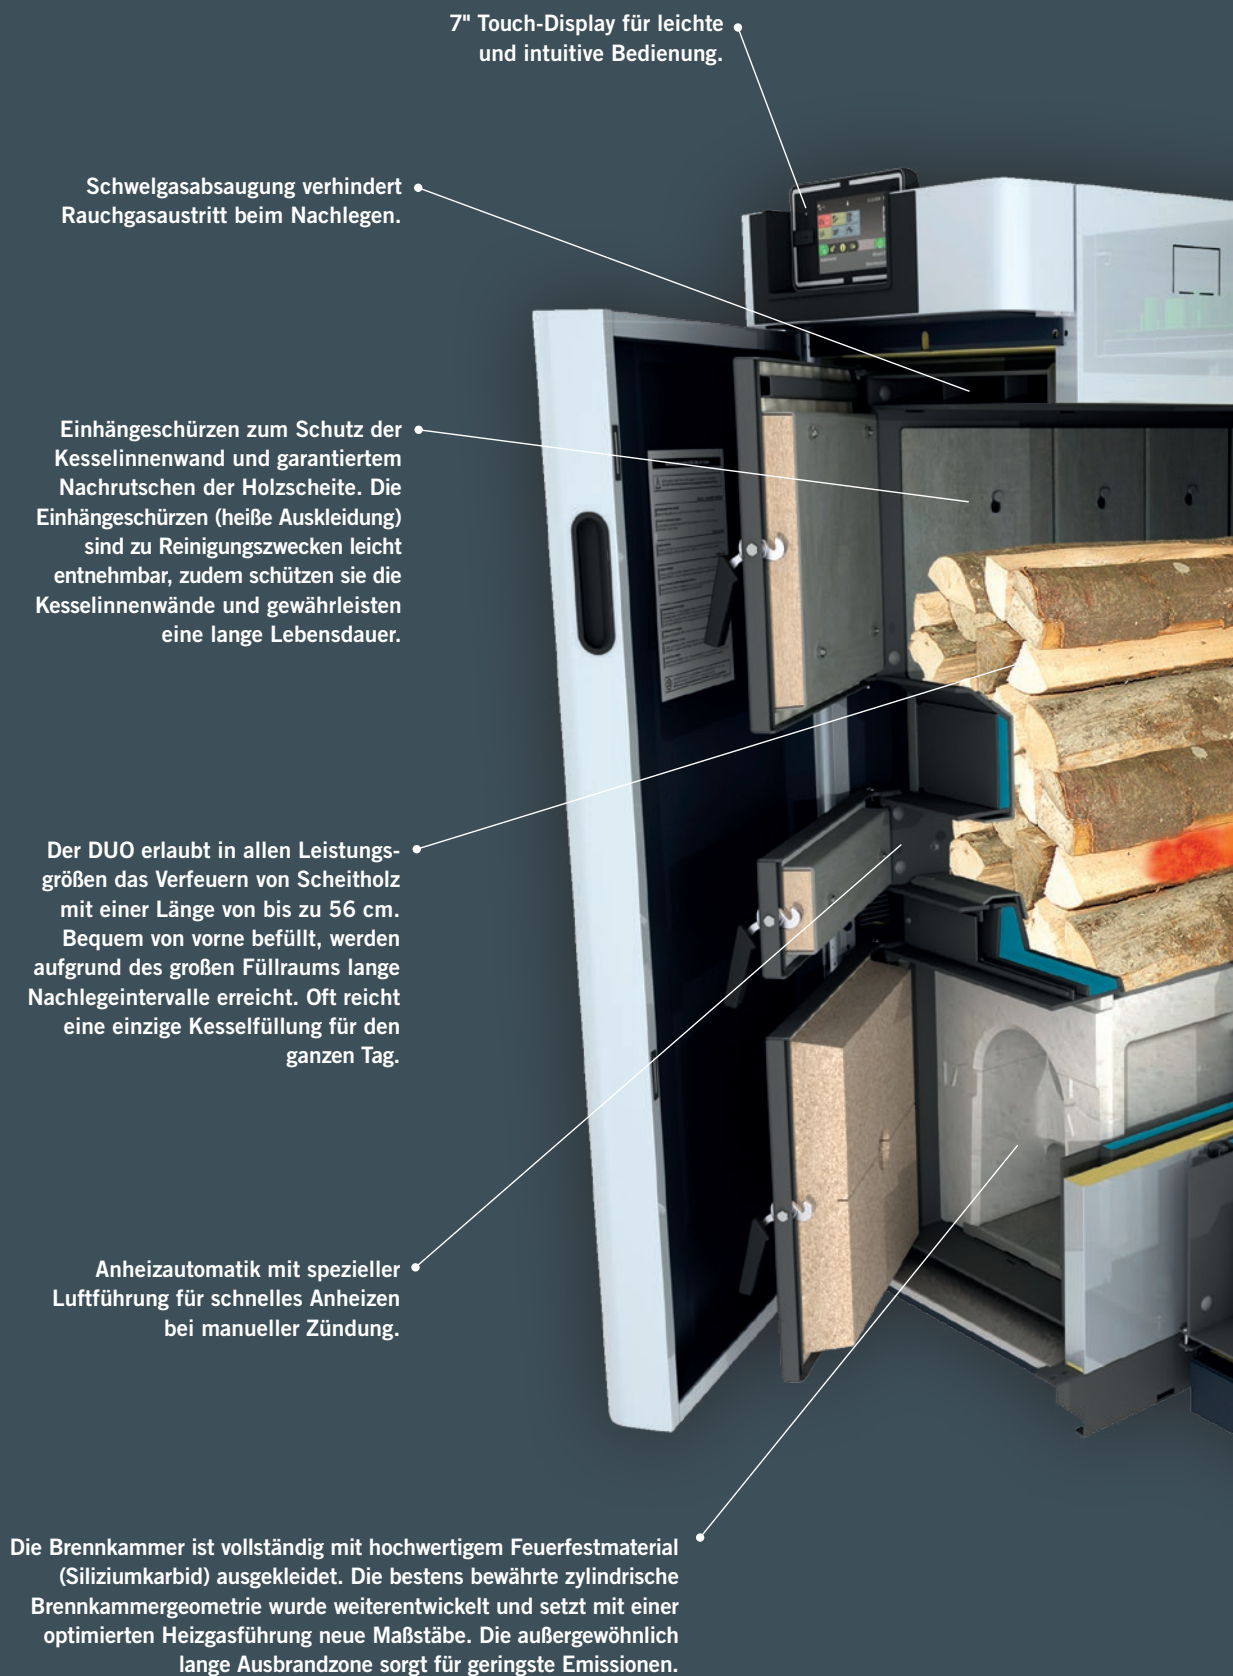 7" Touch-Display für leichte
und intuitive Bedienung.
Schwelgasabsaugung verhindert
Rauchgasaustritt beim Nachlegen.
Einhängeschürzen zum Schutz der
Kesselinnenwand und garantiertem
Nachrutschen der Holzscheite. Die
Einhängeschürzen (heiße Auskleidung)
sind zu Reinigungszwecken leicht
entnehmbar, zudem schützen sie die
Kesselinnenwände und gewährleisten
eine lange Lebensdauer.
Der DUO erlaubt in allen Leistungs-
größen das Verfeuern von Scheitholz
mit einer Länge von bis zu 56 cm.
Bequem von vorne befüllt, werden
aufgrund des großen Füllraums lange
Nachlegeintervalle erreicht. Oft reicht
eine einzige Kesselfüllung für den
ganzen Tag.
Anheizautomatik mit spezieller
Luftführung für schnelles Anheizen
bei manueller Zündung.
Die Brennkammer ist vollständig mit hochwertigem Feuerfestmaterial
(Siliziumkarbid) ausgekleidet. Die bestens bewährte zylindrische
Brennkammergeometrie wurde weiterentwickelt und setzt mit einer
optimierten Heizgasführung neue Maßstäbe. Die außergewöhnlich
lange Ausbrandzone sorgt für geringste Emissionen.